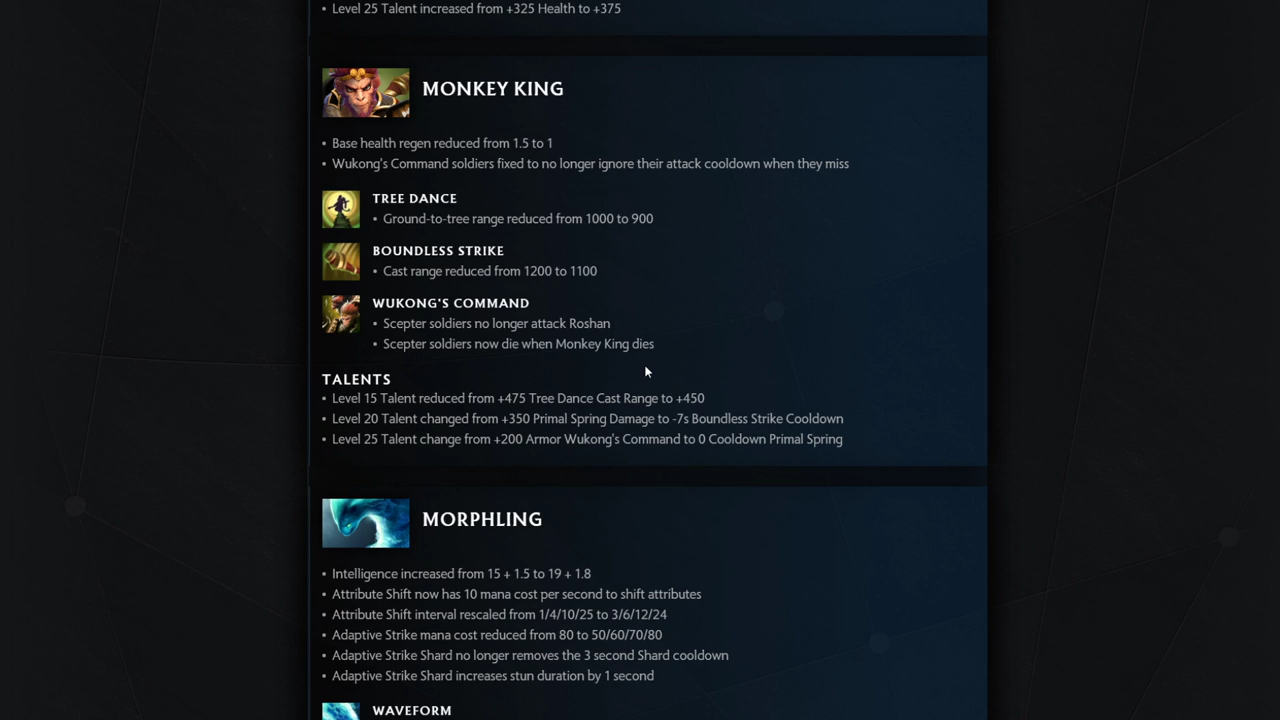 • Level 25 Talent increased from +325 Health to +375
MONKEY KING
• Base health regen reduced from 1.5 to 1
• Wukong's Command soldiers fixed to no longer ignore their attack cooldown when they miss
TREE DANCE
• Ground-to-tree range reduced from 1000 to 900
BOUNDLESS STRIKE
• Cast range reduced from 1200 to 1100
WUKONG'S COMMAND
• Scepter soldiers no longer attack Roshan
• Scepter soldiers now die when Monkey King dies
TALENTS
• Level 15 Talent reduced from +475 Tree Dance Cast Range to +450
• Level 20 Talent changed from +350 Primal Spring Damage to -7s Boundless Strike Cooldown
• Level 25 Talent change from +200 Armor Wukong's Command to 0 Cooldown Primal Spring
MORPHLING
• Intelligence increased from 15 + 1.5 to 19 + 1.8
• Attribute Shift now has 10 mana cost per second to shift attributes
• Attribute Shift interval rescaled from 1/4/10/25 to 3/6/12/24
• Adaptive Strike mana cost reduced from 80 to 50/60/70/80
• Adaptive Strike Shard no longer removes the 3 second Shard cooldown
• Adaptive Strike Shard increases stun duration by 1 second
WAVEFORM